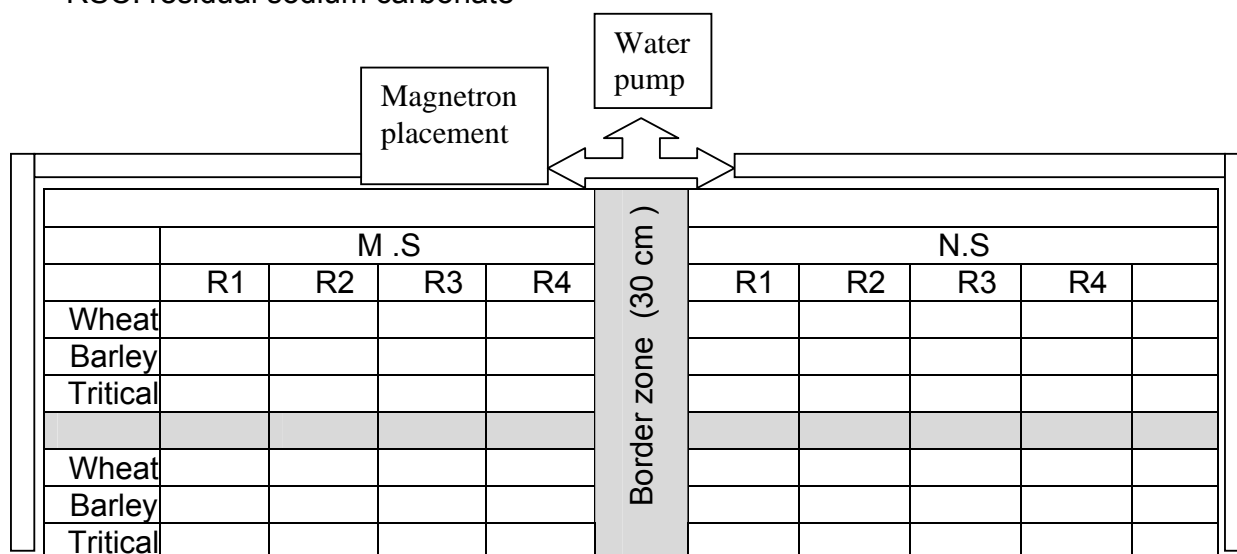 RSC: residual sodium carbonate
Water
pump
Magnetron
placement
M .S
N.S
R1 R2 R3 R4 R1 R2 R3 R4
Border zone (30 cm )
Wheat
Barley
Tritical
Wheat
Barley
Tritical